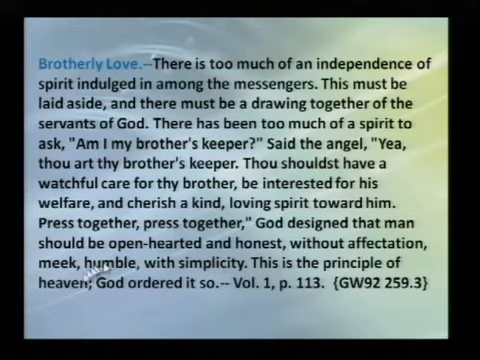 Brotherly Love.--There is too much of an independence of
spirit indulged in among the messengers. This must be
laid aside, and there must be a drawing together of the
servants of God. There has been too much of a spirit to
ask, "Am I my brother's keeper?" Said the angel, "Yea,
thou art thy brother's keeper. Thou shouldst have a
watchful care for thy brother, be interested for his
welfare, and cherish a kind, loving spirit toward him.
Press together, press together," God designed that man
should be open-hearted and honest, without affectation,
meek, humble, with simplicity. This is the principle of
heaven; God ordered it so.-- Vol. 1, p. 113.  {GW92 259.3}